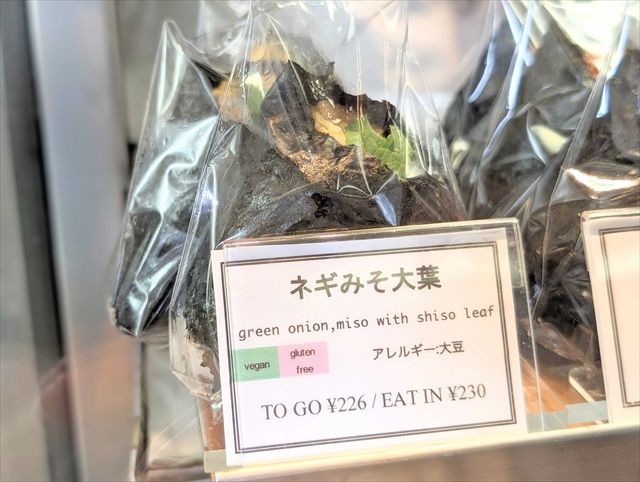 ネギみそ大葉
green onion,miso with shiso leaf
vegan
gluten
free
アレルギー:大豆
TO GO ¥226 / EAT IN ¥230